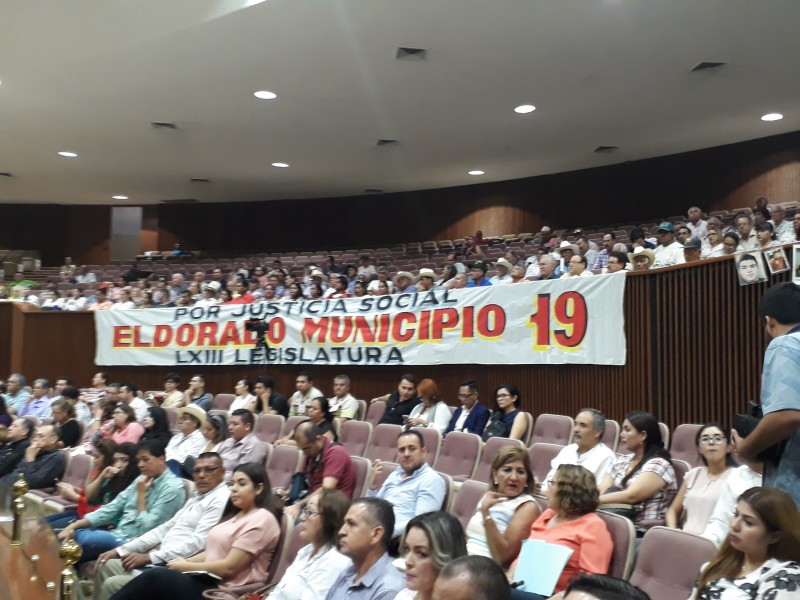 POR JUSTICIA SOCIAL
ELDORADO MUNICIPIO 19
LXIII LEGISLATURA